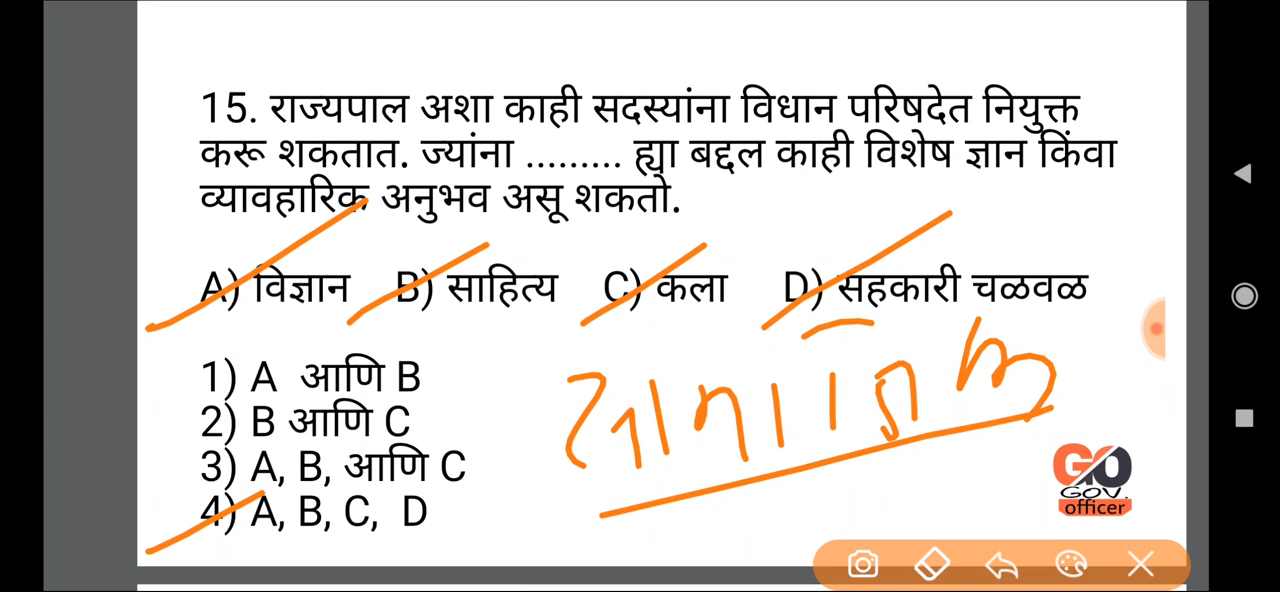 15. राज्यपाल अशा काही सदस्यांना विधान परिषदेत नियुक्त
करू शकतात. ज्यांना ......... ह्या बद्दल काही विशेष ज्ञान किंवा
व्यावहारिक अनुभव असू शकतो.
A) विज्ञान B) साहित्य C) कला D) सहकारी चळवळ
1) A आणि B
2) B आणि C
3) A, B, आणि C
4) A, B, C, D
सामाजिक
GO
GOV.
officer